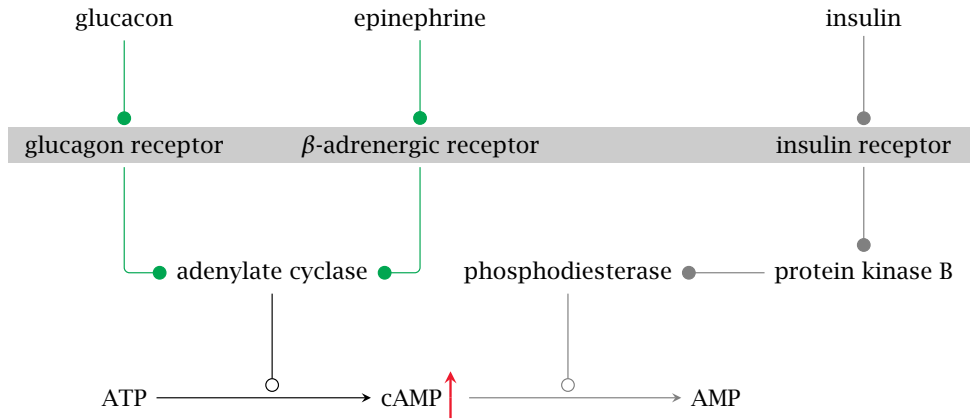 glucacon epinephrine insulin
glucagon receptor β-adrenergic receptor insulin receptor
adenylate cyclase phosphodiesterase protein kinase B
ATP cAMP AMP